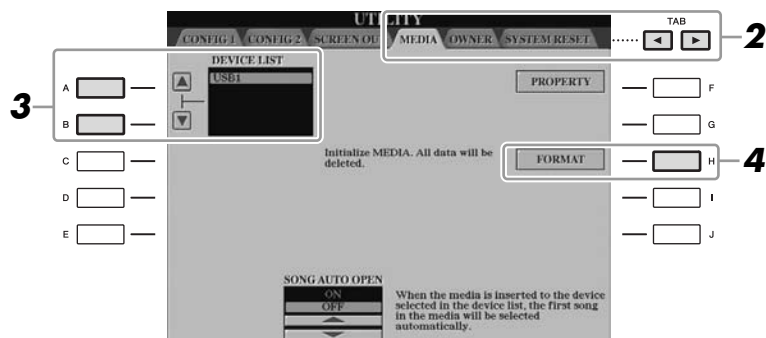 UTILITY
TAB
CONFIG 1 CONFIG 2 SCREEN OUT MEDIA OWNER SYSTEM RESET
2
DEVICE LIST
USB1
PROPERTY
3
A
B
C
D
E
F
G
H
I
J
Initialize MEDIA. All data will be
deleted.
FORMAT
4
SONG AUTO OPEN
ON
OFF
When the media is inserted to the device
selected in the device list, the first song
in the media will be selected
automatically.